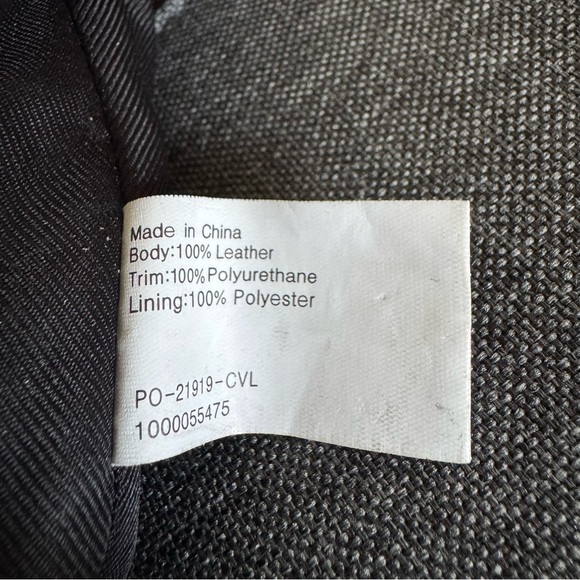 Made in China
Body:100% Leather
Trim:100% Polyurethane
Lining:100% Polyester
PO-21919-CVL
1000055475